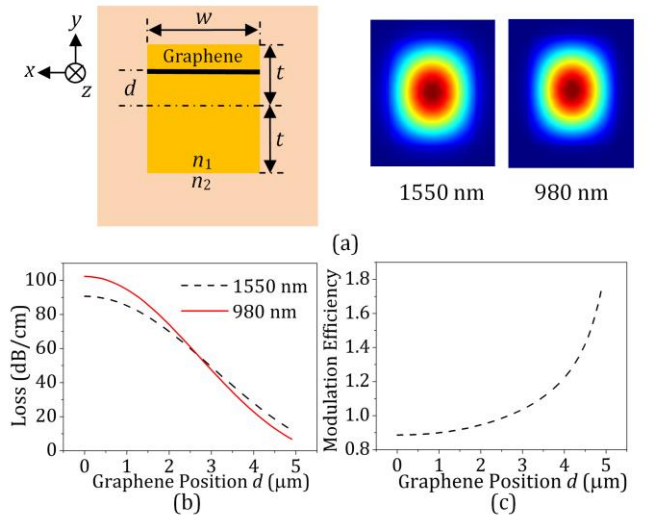 y
w
Graphene
x
z
d
t
t
n₁
n₂
1550 nm
980 nm
(a)
Loss (dB/cm)
100
80
60
40
20
0
1550 nm
980 nm
0 1 2 3 4 5
Graphene Position d (μm)
(b)
Modulation Efficiency
1.8
1.6
1.4
1.2
1.0
0.8
0 1 2 3 4 5
Graphene Position d (μm)
(c)